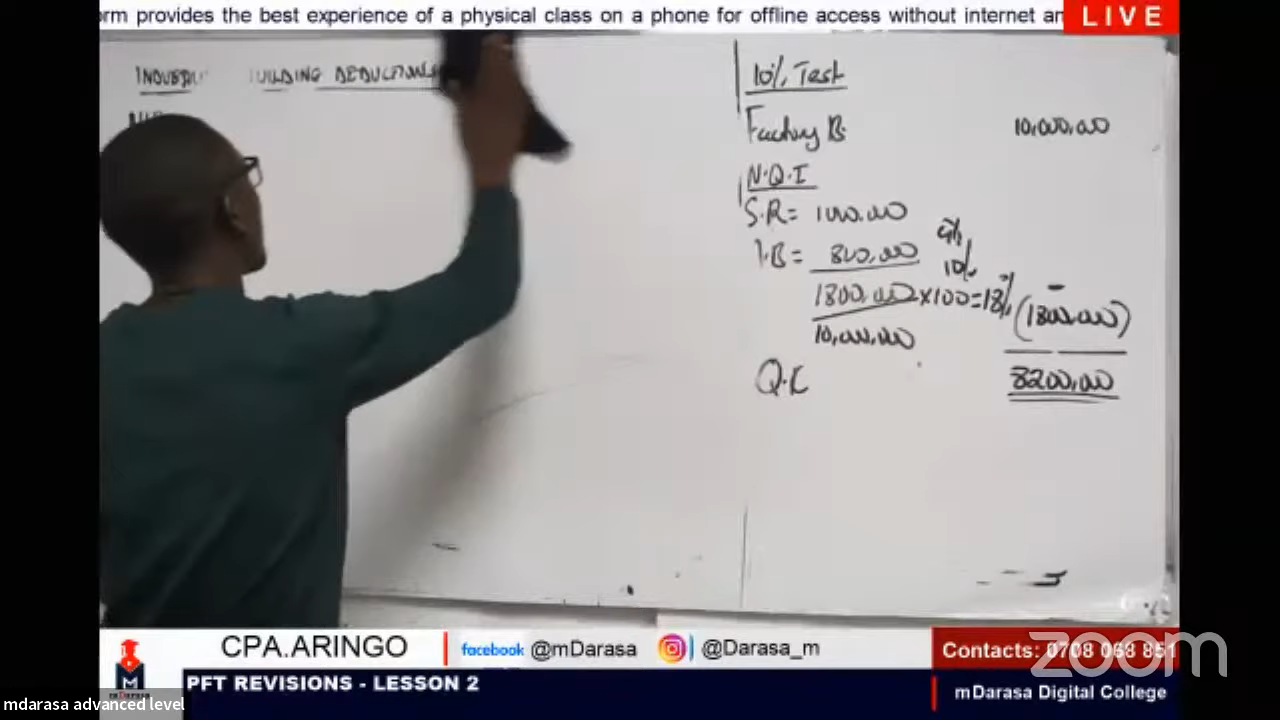 orm provides the best experience of a physical class on a phone for offline access without internet an
LIVE
BUILDING DEDUCTION
10% Test
Factory B. 10,000,000
N.Q.I
S.R = 1000,000
I.B = 800,000
10%
1800,000 x100 = 18% (1800,000)
10,000,000
Q.C 8200,000
CPA.ARINGO
facebook @mDarasa
@Darasa_m
Contacts: 0708 068 851
zoom
PFT REVISIONS - LESSON 2
mDarasa Digital College
mDarasa
mdarasa advanced level